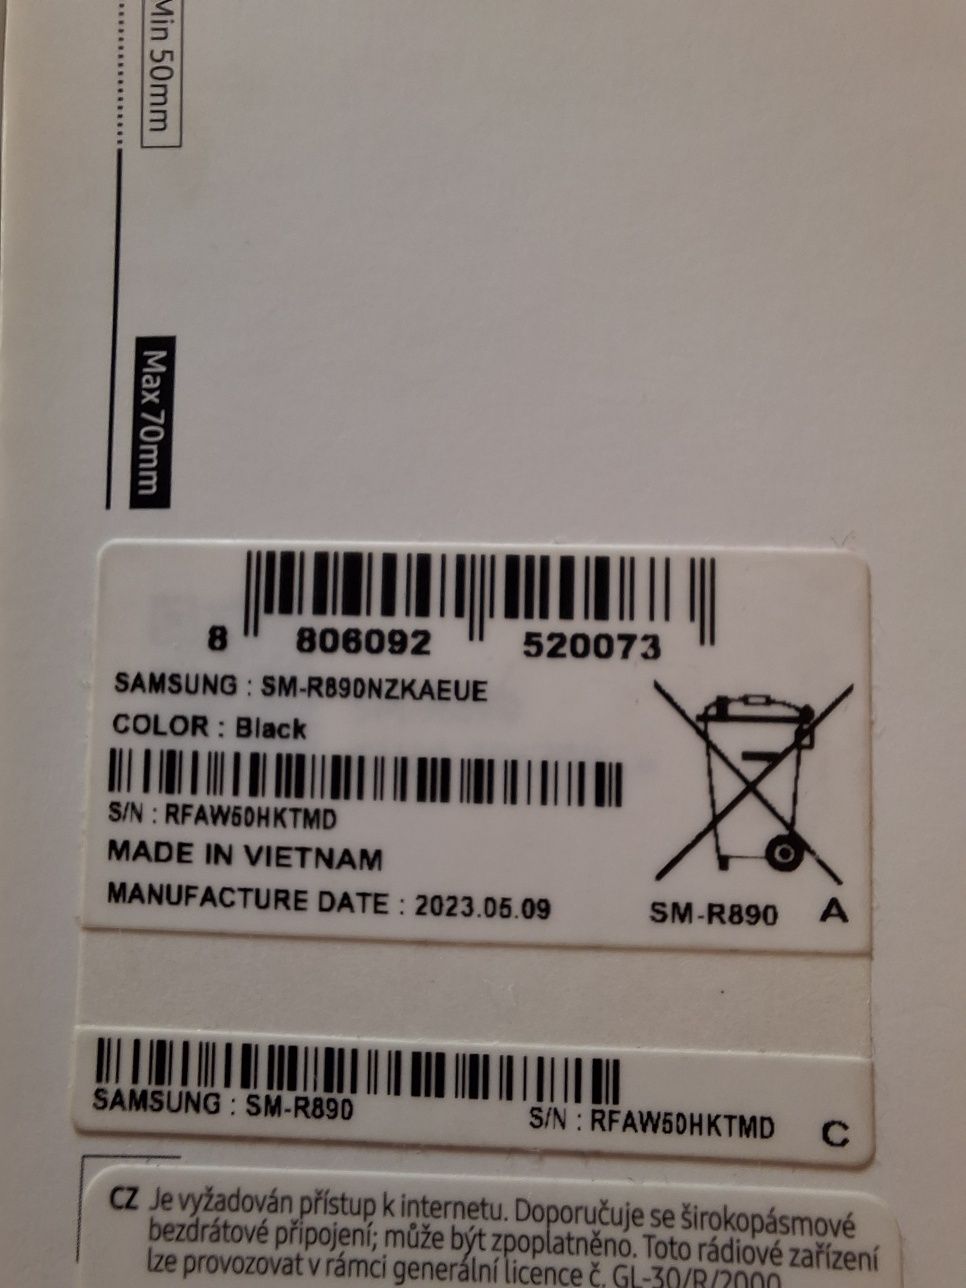 Min 50mm
Max 70mm
8 806092 520073
SAMSUNG : SM-R890NZKAEUE
COLOR : Black
S/N : RFAW50HKTMD
MADE IN VIETNAM
MANUFACTURE DATE : 2023.05.09
SM-R890 A
SAMSUNG : SM-R890
S/N : RFAW50HKTMD
C
CZ Je vyžadován přístup k internetu. Doporučuje se širokopásmové
bezdrátové připojení; může být zpoplatněno. Toto rádiové zařízení
lze provozovat v rámci generální licence č. GL-30/R/2000